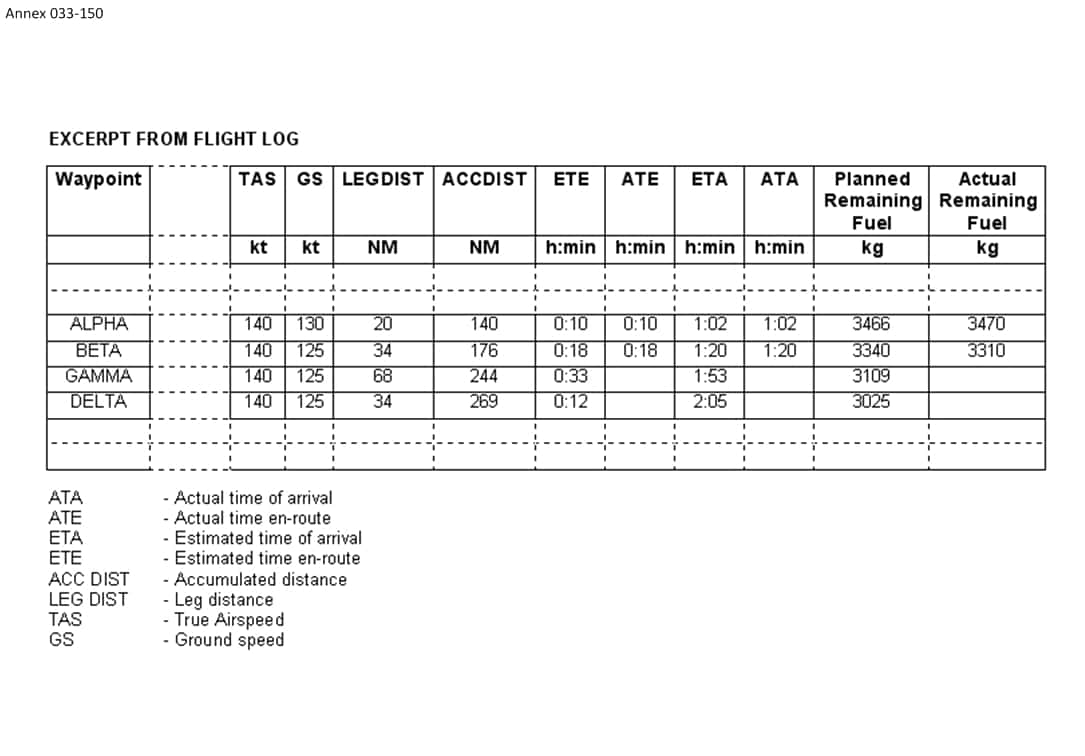 Annex 033-150
EXCERPT FROM FLIGHT LOG
Waypoint TAS GS LEGDIST ACCDIST ETE ATE ETA ATA Planned Remaining Fuel Actual Remaining Fuel
kt kt NM NM h:min h:min h:min h:min kg kg
ALPHA 140 130 20 140 0:10 0:10 1:02 1:02 3466 3470
BETA 140 125 34 176 0:18 0:18 1:20 1:20 3340 3310
GAMMA 140 125 68 244 0:33 1:53 3109
DELTA 140 125 34 269 0:12 2:05 3025
ATA - Actual time of arrival
ATE - Actual time en-route
ETA - Estimated time of arrival
ETE - Estimated time en-route
ACC DIST - Accumulated distance
LEG DIST - Leg distance
TAS - True Airspeed
GS - Ground speed